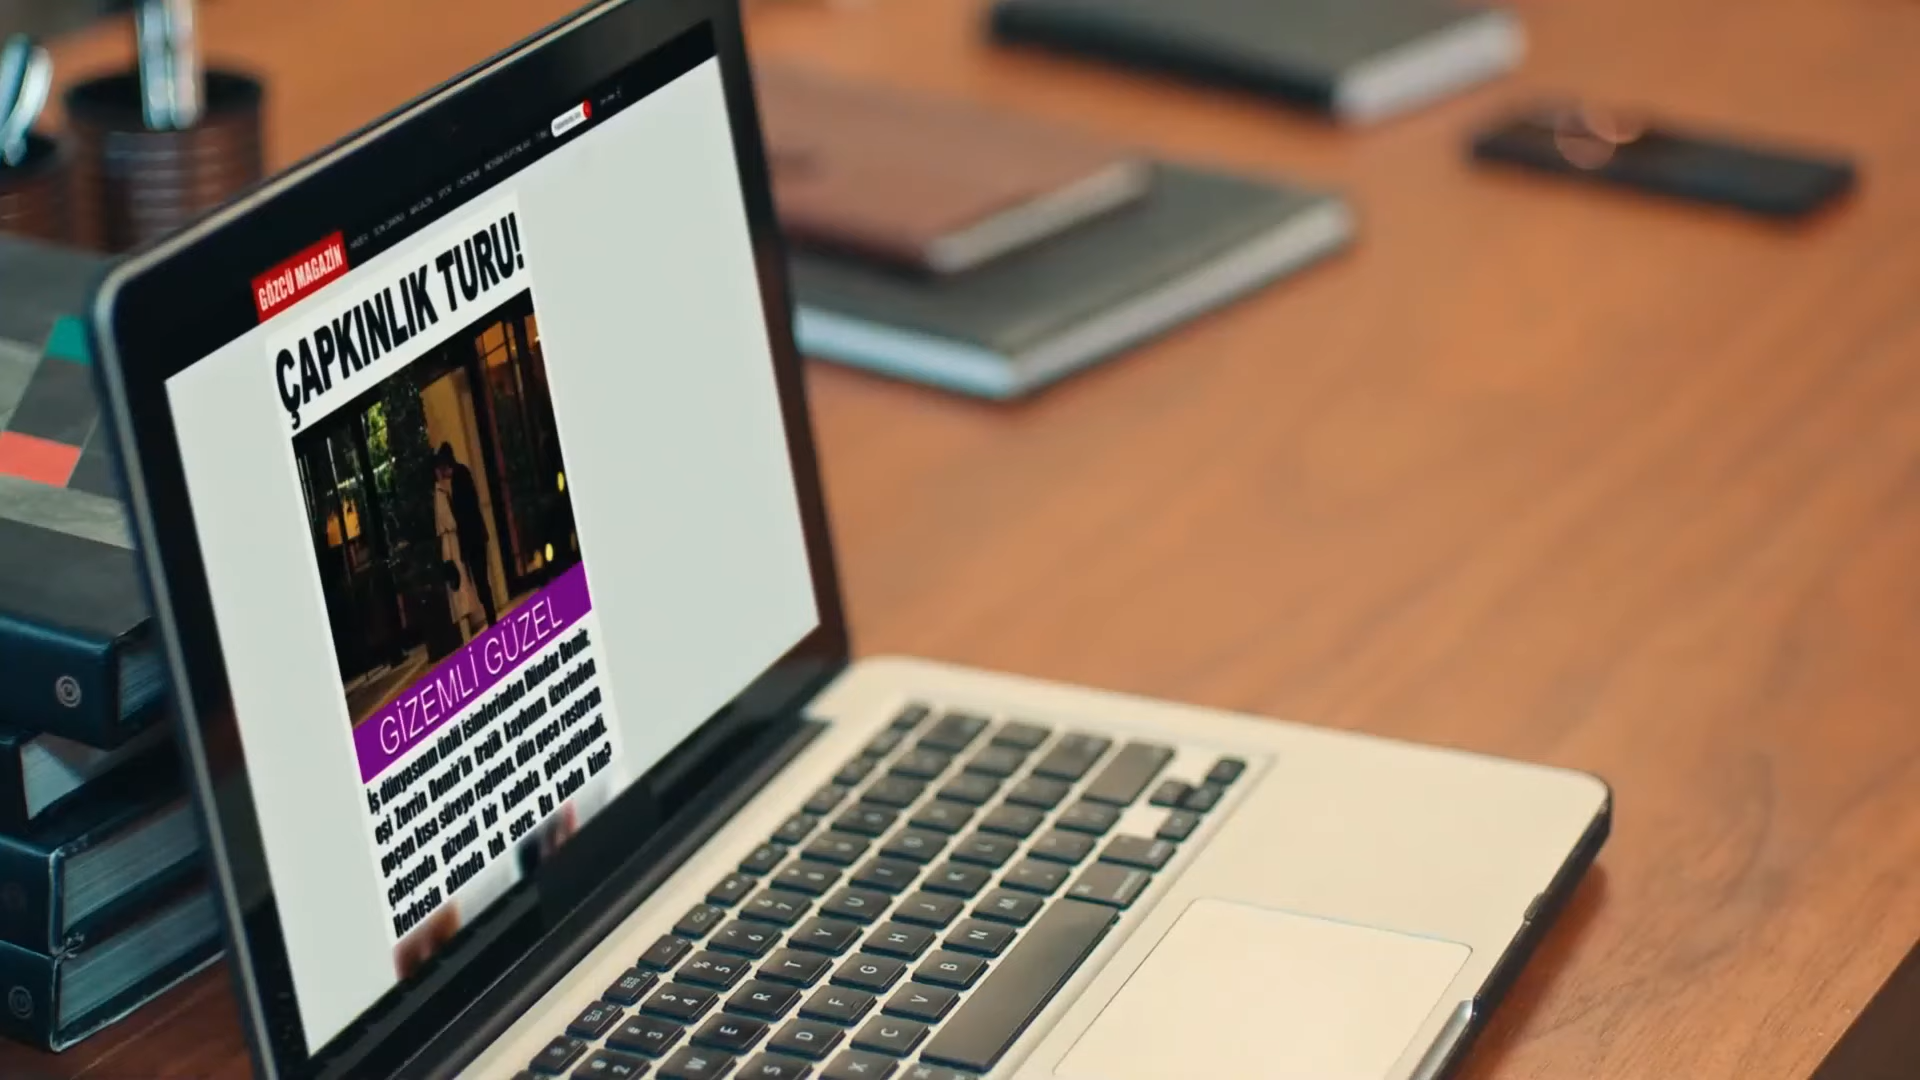 GÖZCÜ MAGAZİN
ÇAPKINLIK TURU!
GİZEMLİ GÜZEL
İş dünyasının ünlü isimlerinden Dündar Demir,
eşi Zerrin Demir'in trajik kaybının üzerinden
geçen kısa süreye rağmen, dün gece restoran
çıkışında gizemli bir kadınla görüntülendi.
Herkesin aklında tek soru: Bu kadın kim?